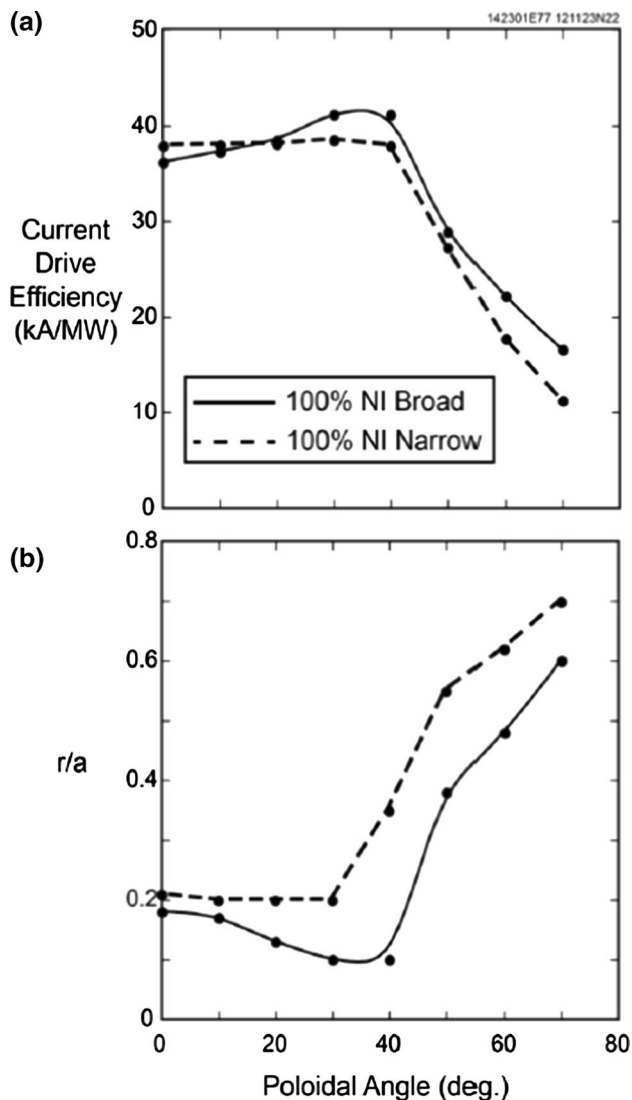 (a)
142301E77 121123N22
50
40
30
20
10
0
Current
Drive
Efficiency
(kA/MW)
100% NI Broad
100% NI Narrow
(b)
0.8
0.6
0.4
0.2
0
r/a
0 20 40 60 80
Poloidal Angle (deg.)